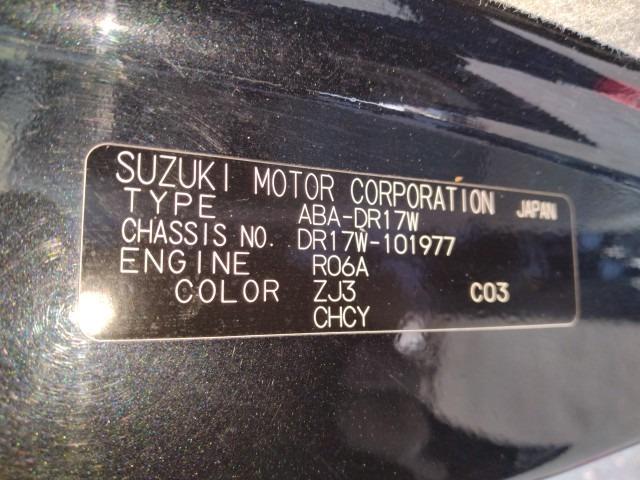 SUZUKI MOTOR CORPORATION JAPAN
TYPE ABA-DR17W
CHASSIS NO. DR17W-101977
ENGINE R06A
COLOR ZJ3 C03
CHCY